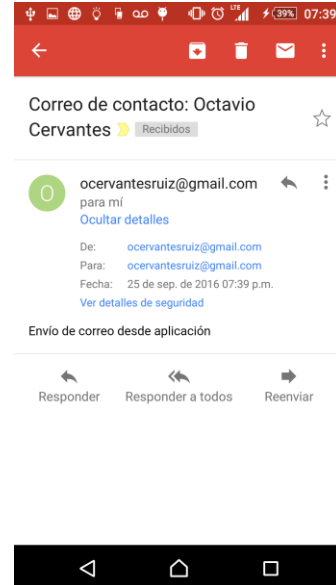 LTE
39% 07:39
Correo de contacto: Octavio
Cervantes Recibidos
O
ocervantesruiz@gmail.com
para mí
Ocultar detalles
De: ocervantesruiz@gmail.com
Para: ocervantesruiz@gmail.com
Fecha: 25 de sep. de 2016 07:39 p.m.
Ver detalles de seguridad
Envío de correo desde aplicación
Responder Responder a todos Reenviar